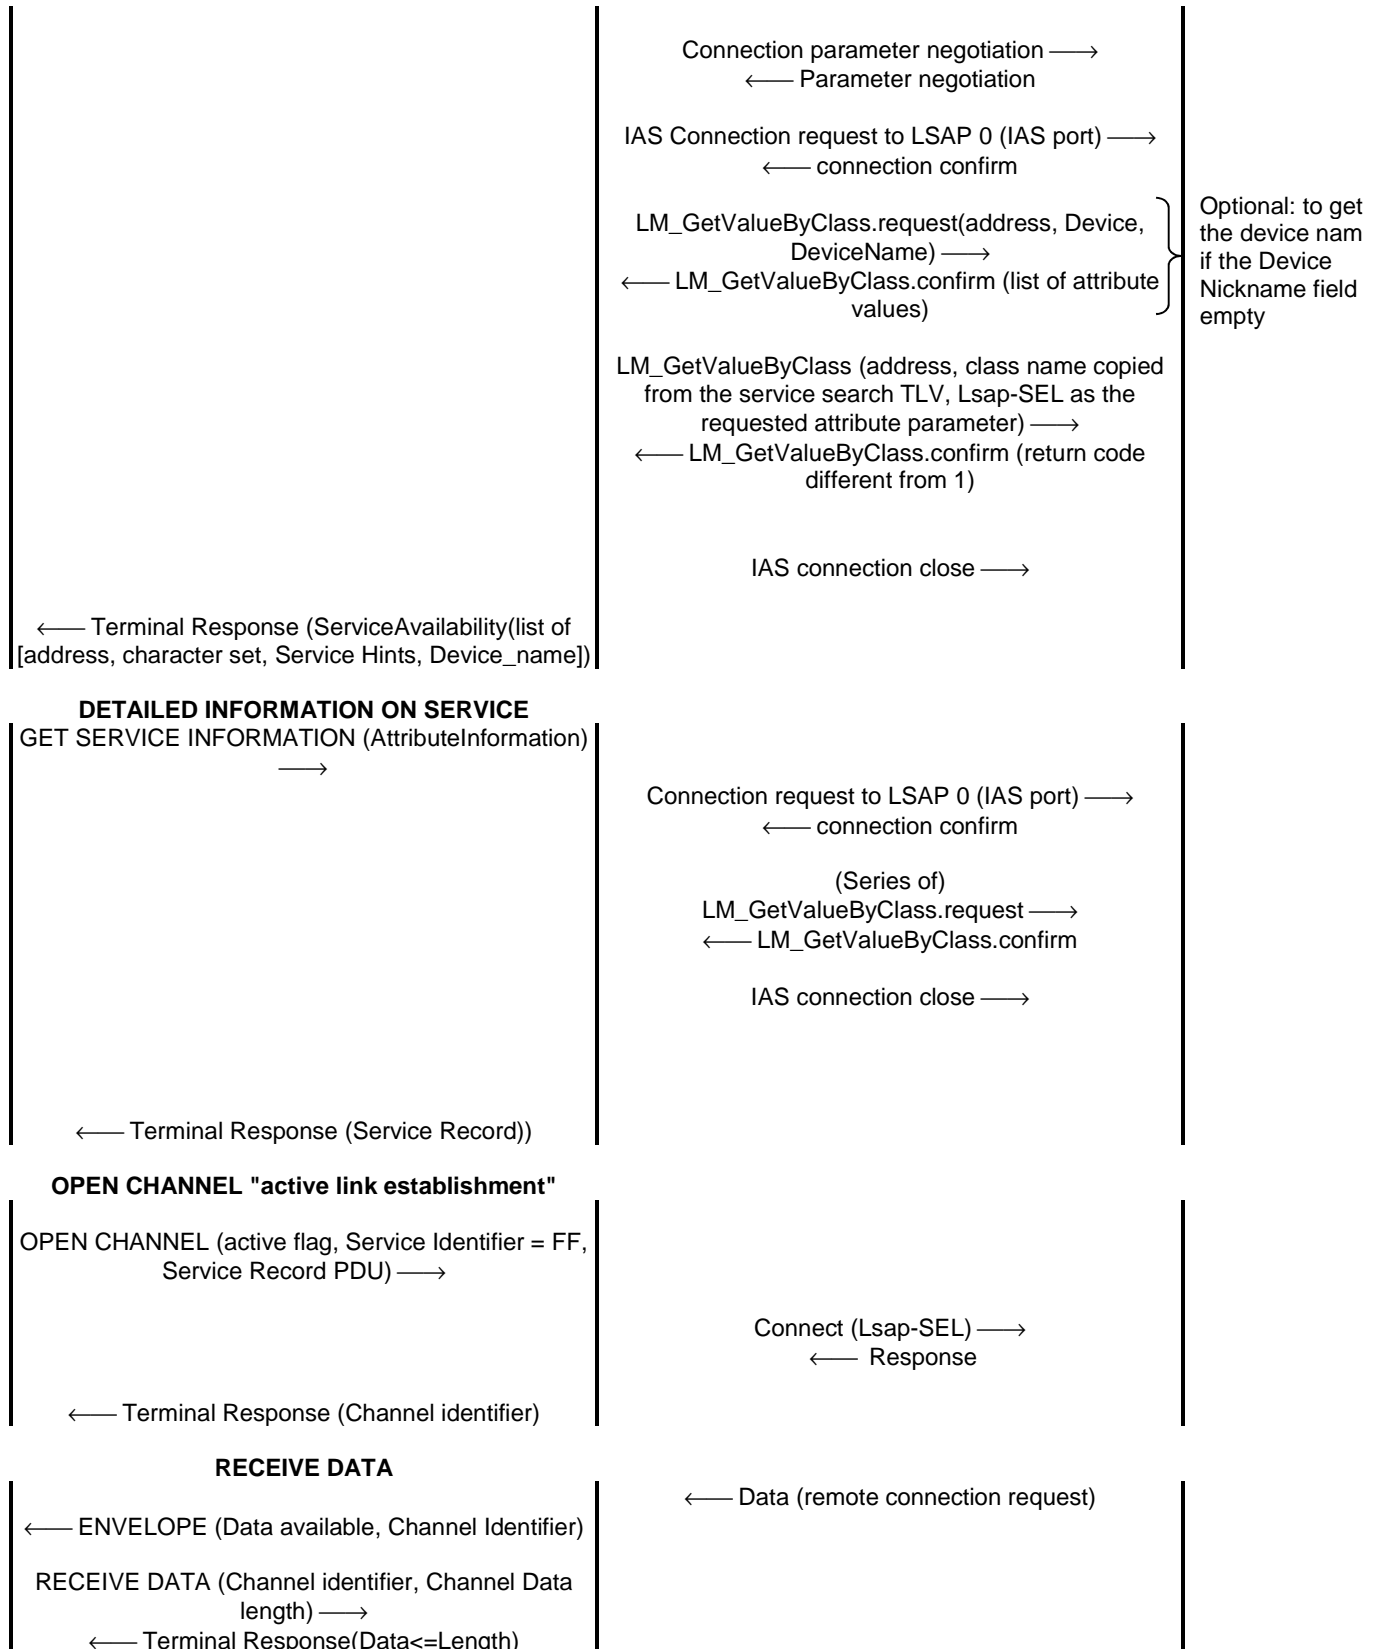 Connection parameter negotiation ⟶
⟵ Parameter negotiation
IAS Connection request to LSAP 0 (IAS port) ⟶
⟵ connection confirm
LM_GetValueByClass.request(address, Device,
DeviceName) ⟶
⟵ LM_GetValueByClass.confirm (list of attribute
values)
Optional: to get
the device nam
if the Device
Nickname field
empty
LM_GetValueByClass (address, class name copied
from the service search TLV, Lsap-SEL as the
requested attribute parameter) ⟶
⟵ LM_GetValueByClass.confirm (return code
different from 1)
IAS connection close ⟶
⟵ Terminal Response (ServiceAvailability(list of
[address, character set, Service Hints, Device_name])
DETAILED INFORMATION ON SERVICE
GET SERVICE INFORMATION (AttributeInformation)
⟶
Connection request to LSAP 0 (IAS port) ⟶
⟵ connection confirm
(Series of)
LM_GetValueByClass.request ⟶
⟵ LM_GetValueByClass.confirm
IAS connection close ⟶
⟵ Terminal Response (Service Record))
OPEN CHANNEL "active link establishment"
OPEN CHANNEL (active flag, Service Identifier = FF,
Service Record PDU) ⟶
Connect (Lsap-SEL) ⟶
⟵ Response
⟵ Terminal Response (Channel identifier)
RECEIVE DATA
⟵ Data (remote connection request)
⟵ ENVELOPE (Data available, Channel Identifier)
RECEIVE DATA (Channel identifier, Channel Data
length) ⟶
⟵ Terminal Response(Data<=Length)